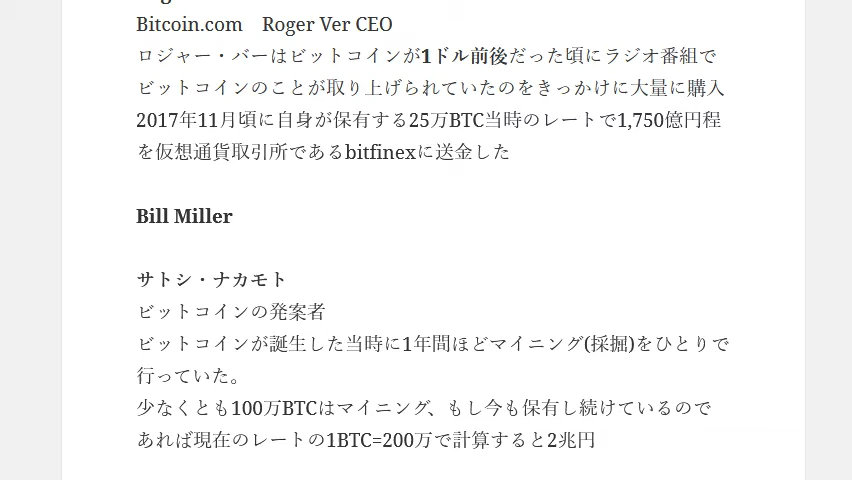 Bitcoin.com Roger Ver CEO
ロジャー・バーはビットコインが1ドル前後だった頃にラジオ番組で
ビットコインのことが取り上げられていたのをきっかけに大量に購入
2017年11月頃に自身が保有する25万BTC当時のレートで1,750億円程
を仮想通貨取引所であるbitfinexに送金した
Bill Miller
サトシ・ナカモト
ビットコインの発案者
ビットコインが誕生した当時に1年間ほどマイニング(採掘)をひとりで
行っていた。
少なくとも100万BTCはマイニング、もし今も保有し続けているので
あれば現在のレートの1BTC=200万で計算すると2兆円